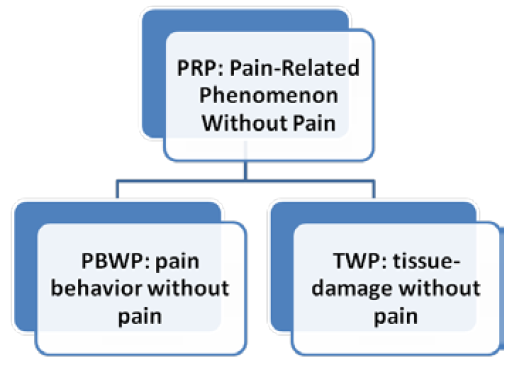 PRP: Pain-Related
Phenomenon
Without Pain
PBWP: pain
behavior without
pain
TWP: tissue-
damage without
pain